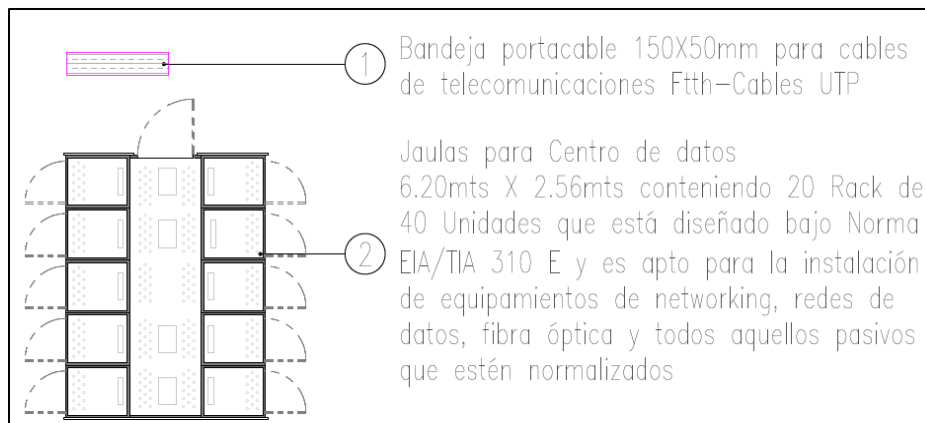 1
Bandeja portacable 150X50mm para cables
de telecomunicaciones Ftth-Cables UTP
Jaulas para Centro de datos
6.20mts X 2.56mts conteniendo 20 Rack de
40 Unidades que está diseñado bajo Norma
2
EIA/TIA 310 E y es apto para la instalación
de equipamientos de networking, redes de
datos, fibra óptica y todos aquellos pasivos
que estén normalizados